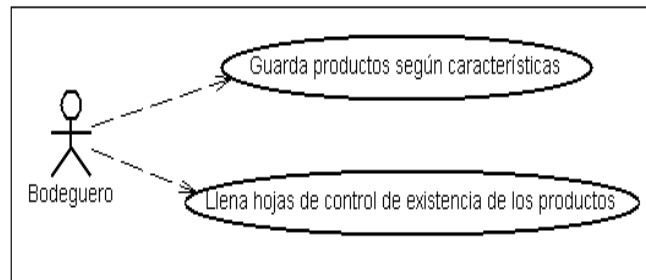 Guarda productos según características
Bodeguero
Llena hojas de control de existencia de los productos